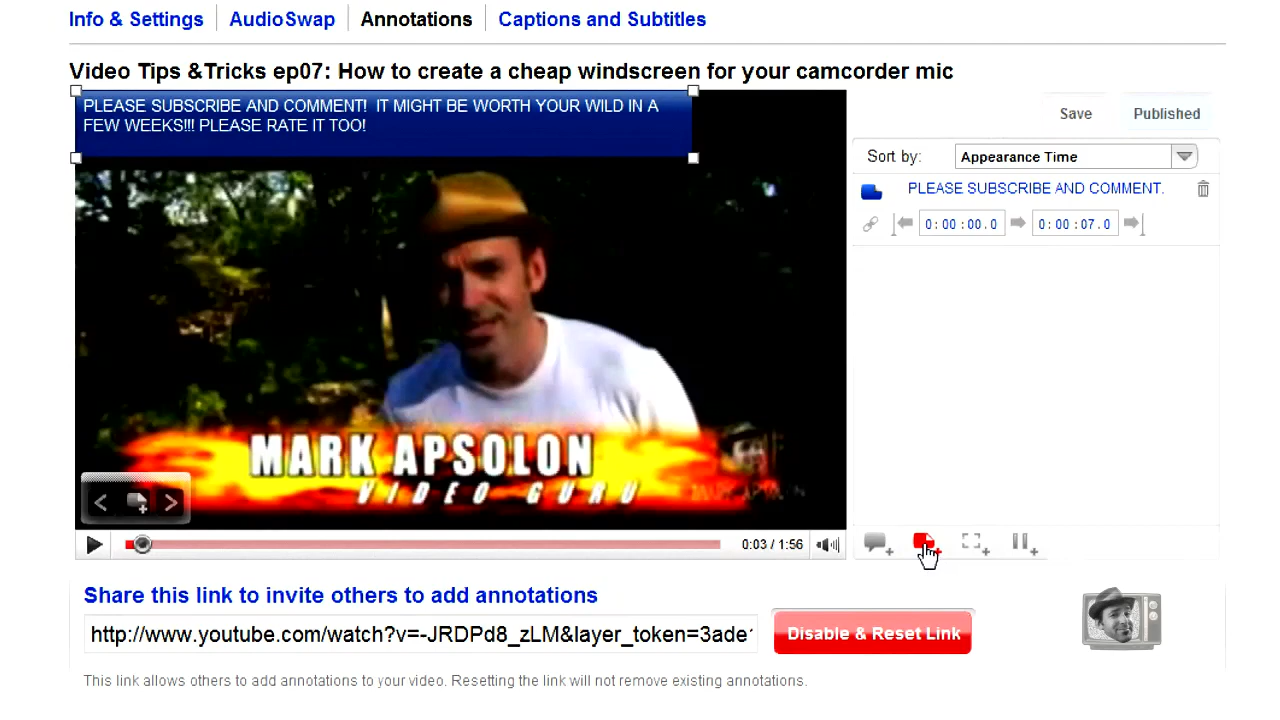 Info & Settings AudioSwap Annotations Captions and Subtitles
Video Tips &Tricks ep07: How to create a cheap windscreen for your camcorder mic
PLEASE SUBSCRIBE AND COMMENT! IT MIGHT BE WORTH YOUR WILD IN A
FEW WEEKS!!! PLEASE RATE IT TOO!
Save Published
Sort by: Appearance Time
PLEASE SUBSCRIBE AND COMMENT.
0:00:00.0 0:00:07.0
MARK APSOLON
VIDEO GURU
0:03 / 1:56
Share this link to invite others to add annotations
http://www.youtube.com/watch?v=-JRDPd8_zLM&layer_token=3ade
Disable & Reset Link
This link allows others to add annotations to your video. Resetting the link will not remove existing annotations.